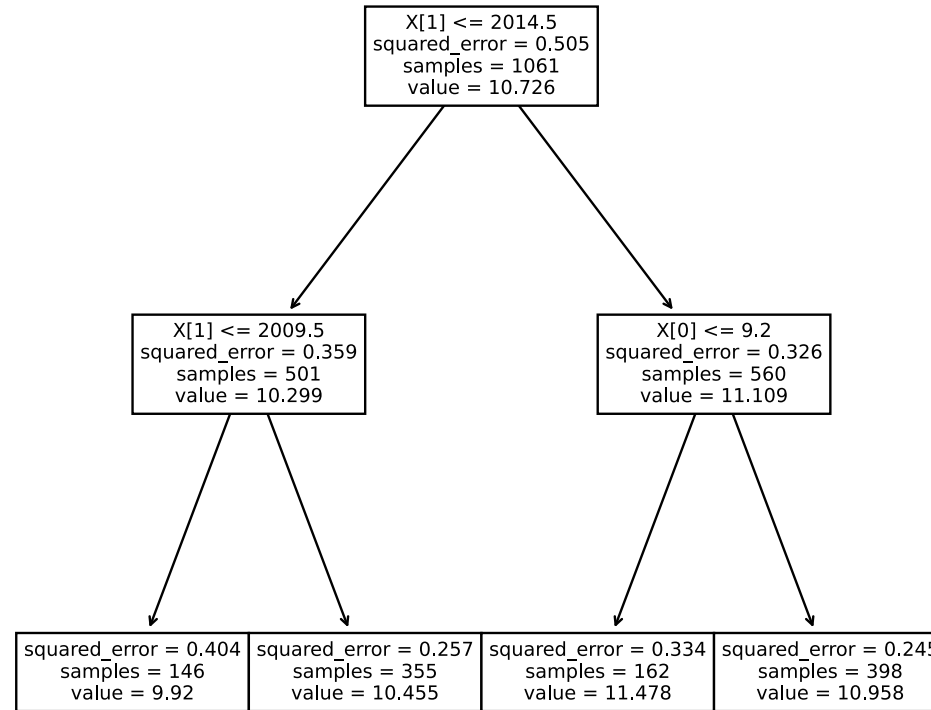 X[1] <= 2014.5
squared_error = 0.505
samples = 1061
value = 10.726
X[1] <= 2009.5
squared_error = 0.359
samples = 501
value = 10.299
X[0] <= 9.2
squared_error = 0.326
samples = 560
value = 11.109
squared_error = 0.404
samples = 146
value = 9.92
squared_error = 0.257
samples = 355
value = 10.455
squared_error = 0.334
samples = 162
value = 11.478
squared_error = 0.245
samples = 398
value = 10.958